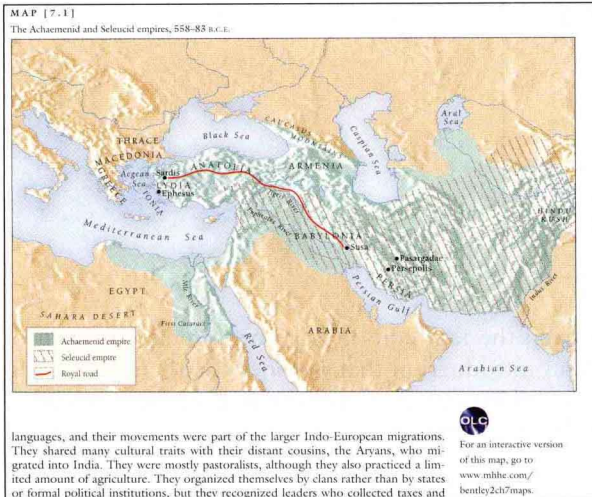 MAP [7.1]
The Achaemenid and Seleucid empires, 558–83 B.C.E.
Aral
Sea
Black Sea
CAUCASUS
MOUNTAINS
Caspian Sea
THRACE
MACEDONIA
GREECE
Aegean
Sea
Sardis
LYDIA
IONIA
Ephesus
ANATOLIA
ARMENIA
Tigris River
Euphrates River
HINDU
KUSH
Mediterranean Sea
BABYLONIA
Susa
Pasargadae
Persepolis
PERSIA
Indus River
EGYPT
Nile River
Persian Gulf
SAHARA DESERT
First Cataract
Red Sea
ARABIA
Arabian Sea
Achaemenid empire
Seleucid empire
Royal road
languages, and their movements were part of the larger Indo-European migrations.
They shared many cultural traits with their distant cousins, the Aryans, who mi-
grated into India. They were mostly pastoralists, although they also practiced a lim-
ited amount of agriculture. They organized themselves by clans rather than by states
or formal political institutions, but they recognized leaders who collected taxes and
OLC
For an interactive version
of this map, go to
www.mhhe.com/
bentley2ch7maps.